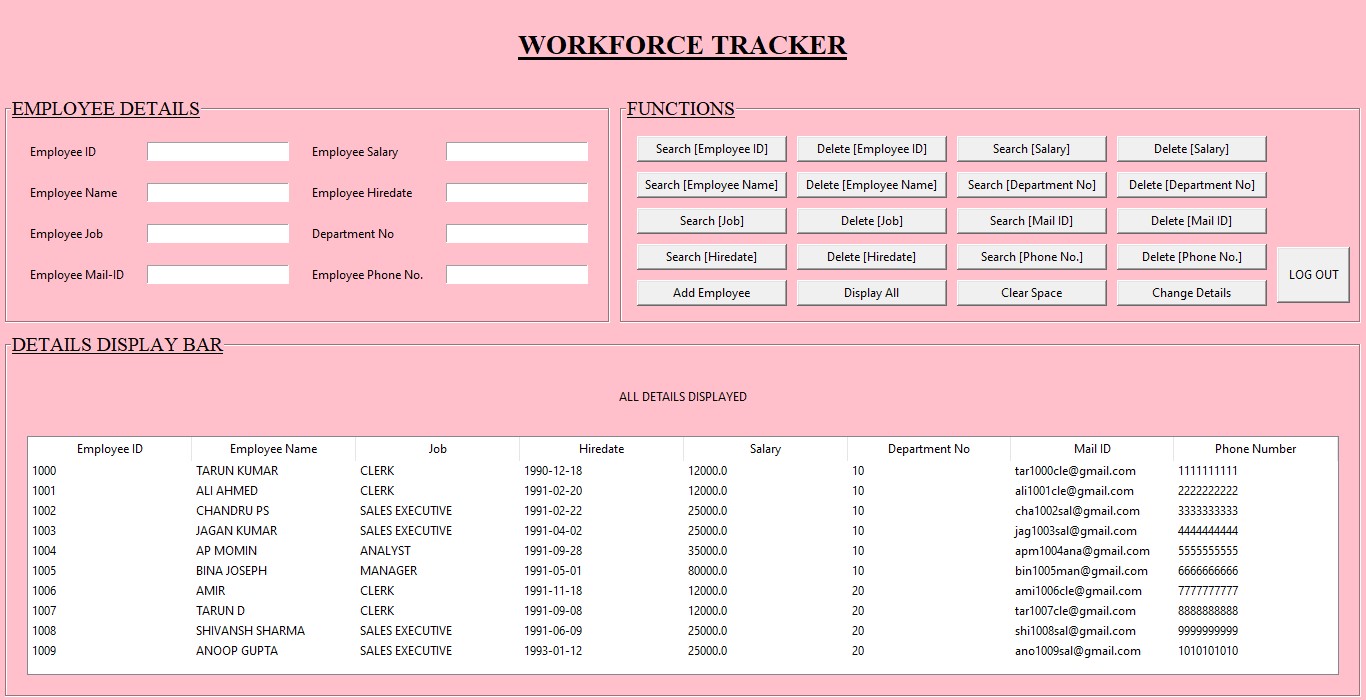 WORKFORCE TRACKER
EMPLOYEE DETAILS
Employee ID Employee Salary
Employee Name Employee Hiredate
Employee Job Department No
Employee Mail-ID Employee Phone No.
FUNCTIONS
Search [Employee ID] Delete [Employee ID] Search [Salary] Delete [Salary]
Search [Employee Name] Delete [Employee Name] Search [Department No] Delete [Department No]
Search [Job] Delete [Job] Search [Mail ID] Delete [Mail ID]
Search [Hiredate] Delete [Hiredate] Search [Phone No.] Delete [Phone No.]
LOG OUT
Add Employee Display All Clear Space Change Details
DETAILS DISPLAY BAR
ALL DETAILS DISPLAYED
Employee ID Employee Name Job Hiredate Salary Department No Mail ID Phone Number
1000 TARUN KUMAR CLERK 1990-12-18 12000.0 10 tar1000cle@gmail.com 1111111111
1001 ALI AHMED CLERK 1991-02-20 12000.0 10 ali1001cle@gmail.com 2222222222
1002 CHANDRU PS SALES EXECUTIVE 1991-02-22 25000.0 10 cha1002sal@gmail.com 3333333333
1003 JAGAN KUMAR SALES EXECUTIVE 1991-04-02 25000.0 10 jag1003sal@gmail.com 4444444444
1004 AP MOMIN ANALYST 1991-09-28 35000.0 10 apm1004ana@gmail.com 5555555555
1005 BINA JOSEPH MANAGER 1991-05-01 80000.0 10 bin1005man@gmail.com 6666666666
1006 AMIR CLERK 1991-11-18 12000.0 20 ami1006cle@gmail.com 7777777777
1007 TARUN D CLERK 1991-09-08 12000.0 20 tar1007cle@gmail.com 8888888888
1008 SHIVANSH SHARMA SALES EXECUTIVE 1991-06-09 25000.0 20 shi1008sal@gmail.com 9999999999
1009 ANOOP GUPTA SALES EXECUTIVE 1993-01-12 25000.0 20 ano1009sal@gmail.com 1010101010